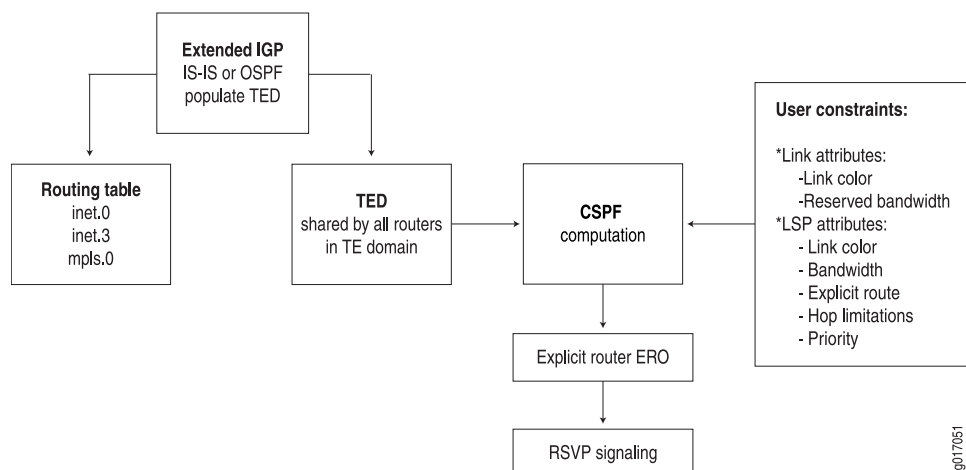 Extended IGP
IS-IS or OSPF
populate TED
Routing table
inet.0
inet.3
mpls.0
TED
shared by all routers
in TE domain
CSPF
computation
User constraints:
*Link attributes:
-Link color
-Reserved bandwidth
*LSP attributes:
- Link color
- Bandwidth
- Explicit route
- Hop limitations
- Priority
Explicit router ERO
RSVP signaling
g017051